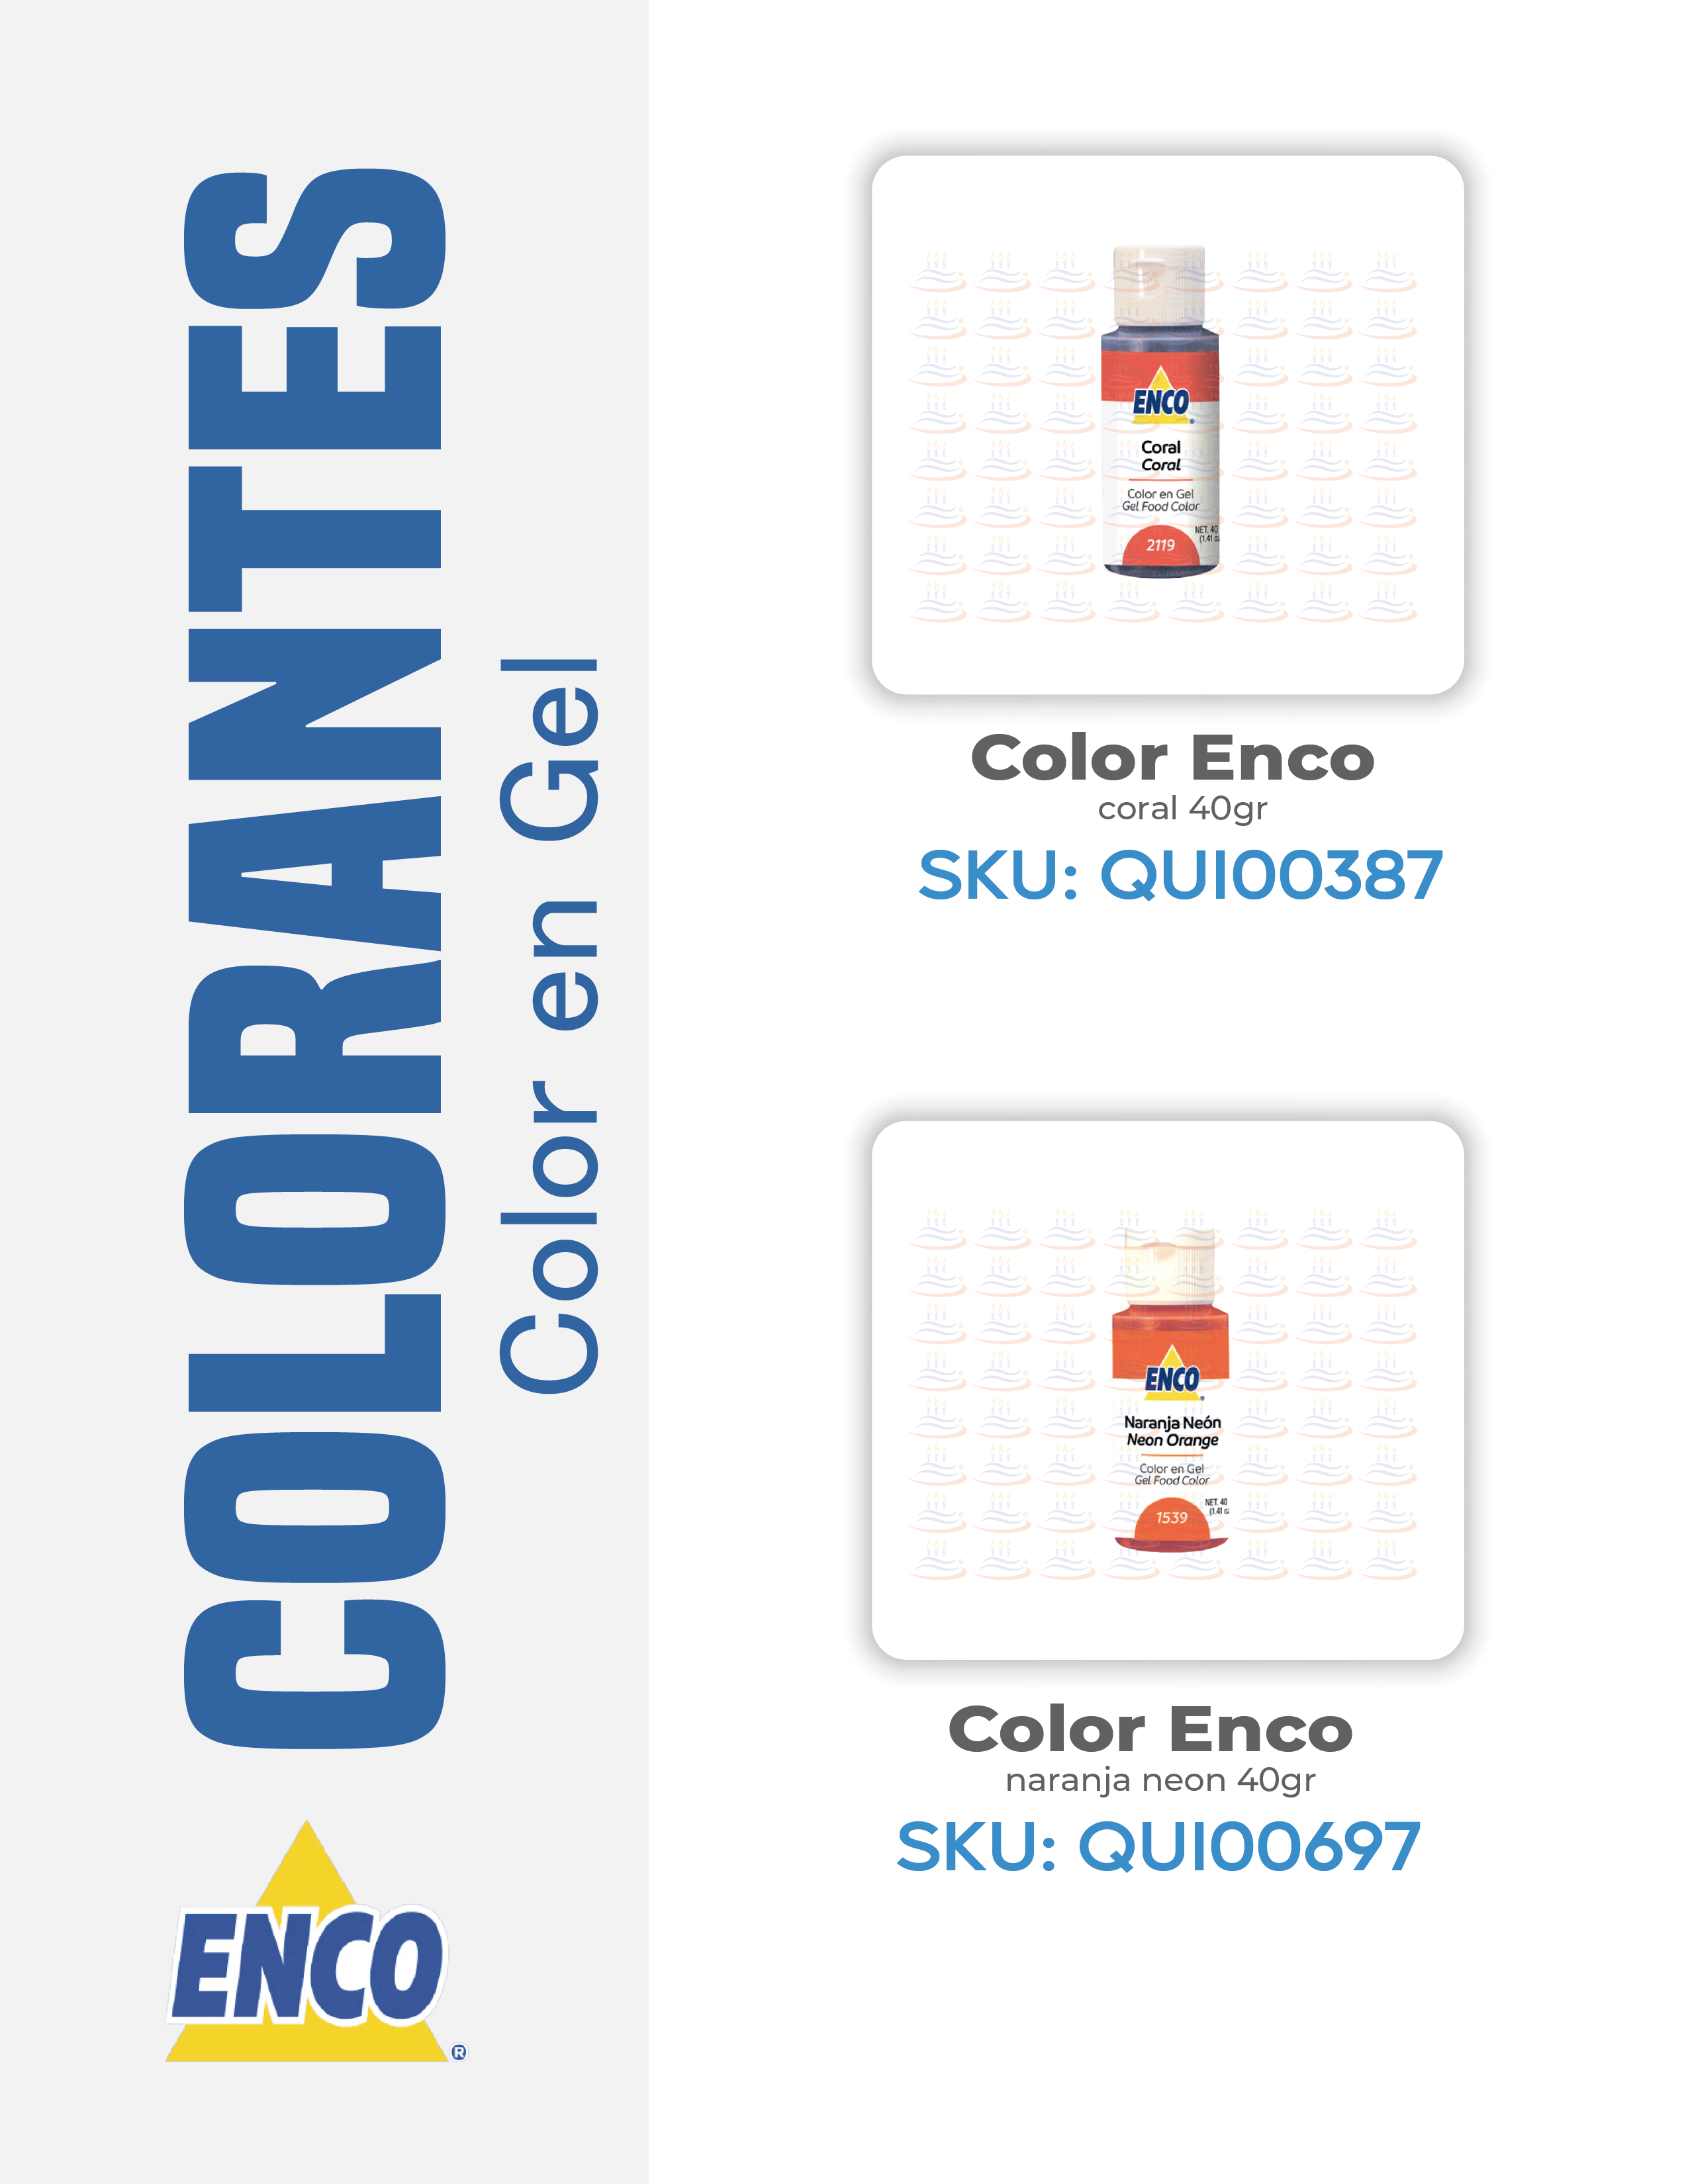 COLORANTES
Color en Gel
ENCO
®
ENCO
Coral
Coral
Color en Gel
Gel Food Color
NET. 40
(1.41
2119
Color Enco
coral 40gr
SKU: QUI00387
ENCO
Naranja Neón
Neon Orange
Color en Gel
Gel Food Color
NET. 40
(1.41
1539
Color Enco
naranja neon 40gr
SKU: QUI00697